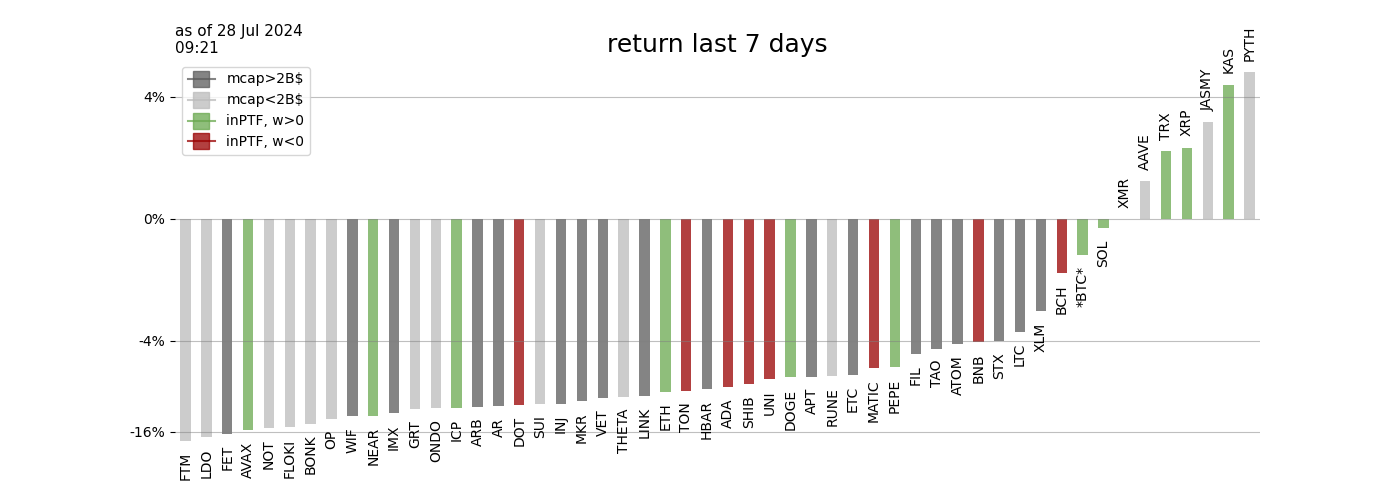 as of 28 Jul 2024
09:21
return last 7 days
mcap>2B$
mcap<2B$
inPTF, w>0
inPTF, w<0
4%
0%
-4%
-16%
FTM
LDO
FET
AVAX
NOT
FLOKI
BONK
OP
WIF
NEAR
IMX
GRT
ONDO
ICP
ARB
AR
DOT
SUI
INJ
MKR
VET
THETA
LINK
ETH
TON
HBAR
ADA
SHIB
UNI
DOGE
APT
RUNE
ETC
MATIC
PEPE
FIL
TAO
ATOM
BNB
STX
LTC
XLM
BCH
*BTC*
SOL
XMR
AAVE
TRX
XRP
JASMY
KAS
PYTH